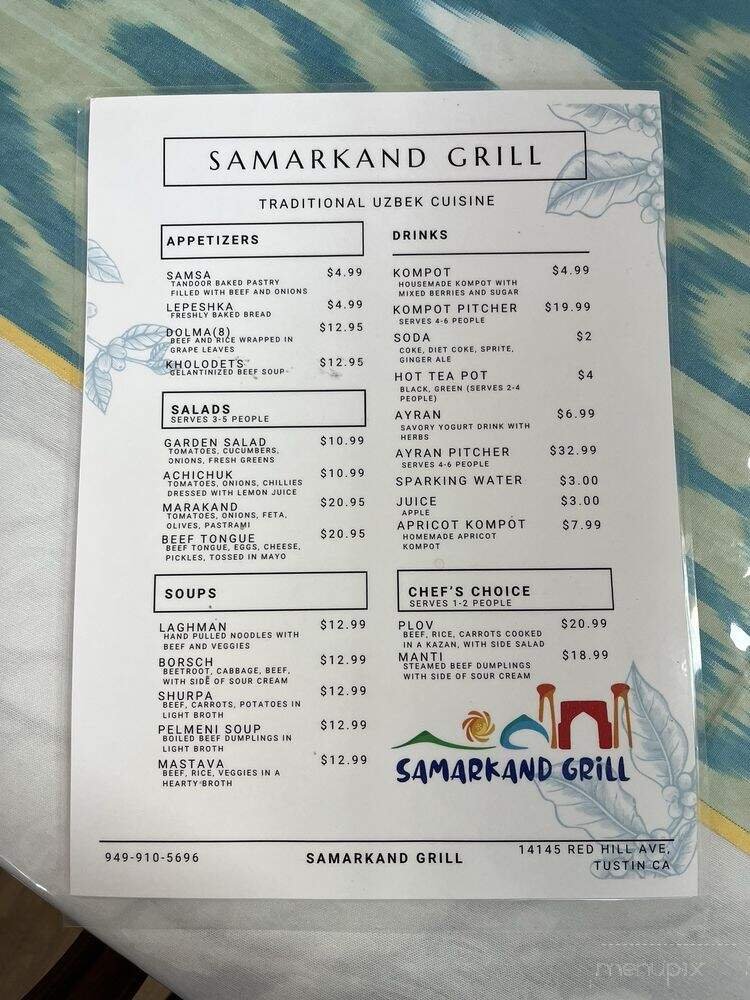 SAMARKAND GRILL
TRADITIONAL UZBEK CUISINE
APPETIZERS
SAMSA $4.99
TANDOOR BAKED PASTRY
FILLED WITH BEEF AND ONIONS
LEPESHKA $4.99
FRESHLY BAKED BREAD
DOLMA(8) $12.95
BEEF AND RICE WRAPPED IN
GRAPE LEAVES
KHOLODETS $12.95
GELANTINIZED BEEF SOUP
SALADS
SERVES 3-5 PEOPLE
GARDEN SALAD $10.99
TOMATOES, CUCUMBERS,
ONIONS, FRESH GREENS
ACHICHUK $10.99
TOMATOES, ONIONS, CHILLIES
DRESSED WITH LEMON JUICE
MARAKAND $20.95
TOMATOES, ONIONS, FETA,
OLIVES, PASTRAMI
BEEF TONGUE $20.95
BEEF TONGUE, EGGS, CHEESE,
PICKLES, TOSSED IN MAYO
SOUPS
LAGHMAN $12.99
HAND PULLED NOODLES WITH
BEEF AND VEGGIES
BORSCH $12.99
BEETROOT, CABBAGE, BEEF,
WITH SIDE OF SOUR CREAM
SHURPA $12.99
BEEF, CARROTS, POTATOES IN
LIGHT BROTH
PELMENI SOUP $12.99
BOILED BEEF DUMPLINGS IN
LIGHT BROTH
MASTAVA $12.99
BEEF, RICE, VEGGIES IN A
HEARTY BROTH
DRINKS
KOMPOT $4.99
HOUSEMADE KOMPOT WITH
MIXED BERRIES AND SUGAR
KOMPOT PITCHER $19.99
SERVES 4-6 PEOPLE
SODA $2
COKE, DIET COKE, SPRITE,
GINGER ALE
HOT TEA POT $4
BLACK, GREEN (SERVES 2-4
PEOPLE)
AYRAN $6.99
SAVORY YOGURT DRINK WITH
HERBS
AYRAN PITCHER $32.99
SERVES 4-6 PEOPLE
SPARKING WATER $3.00
JUICE $3.00
APPLE
APRICOT KOMPOT $7.99
HOMEMADE APRICOT
KOMPOT
CHEF'S CHOICE
SERVES 1-2 PEOPLE
PLOV $20.99
BEEF, RICE, CARROTS COOKED
IN A KAZAN, WITH SIDE SALAD
MANTI $18.99
STEAMED BEEF DUMPLINGS
WITH SIDE OF SOUR CREAM
SAMARKAND GRILL
949-910-5696
SAMARKAND GRILL
14145 RED HILL AVE,
TUSTIN CA
menupix